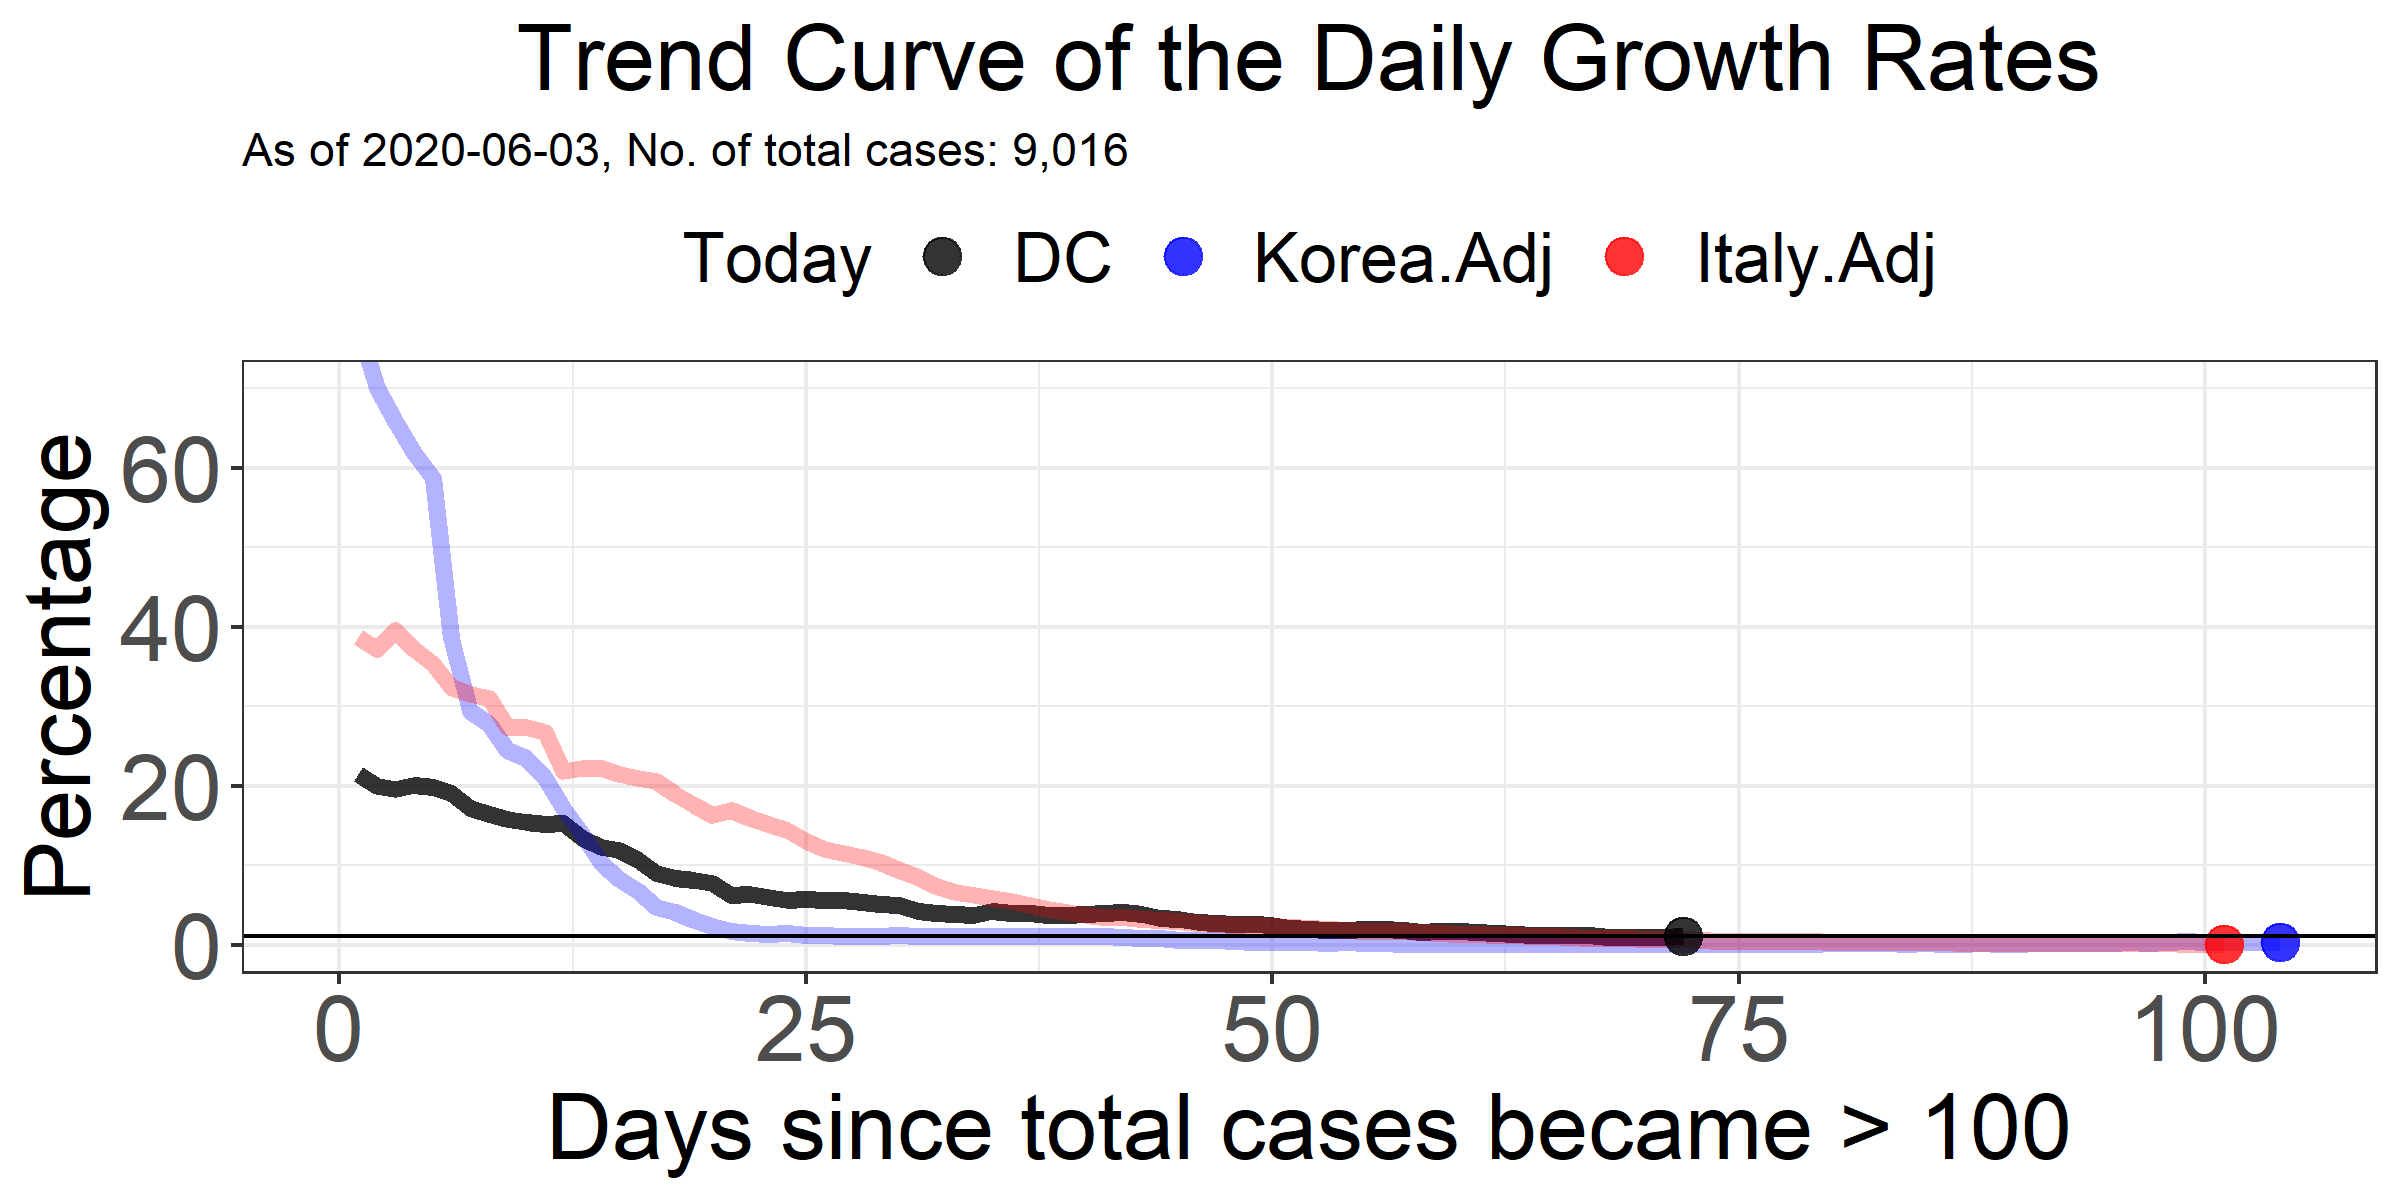 Trend Curve of the Daily Growth Rates
As of 2020-06-03, No. of total cases: 9,016
Today DC Korea.Adj Italy.Adj
Percentage
60
40
20
0
0 25 50 75 100
Days since total cases became > 100